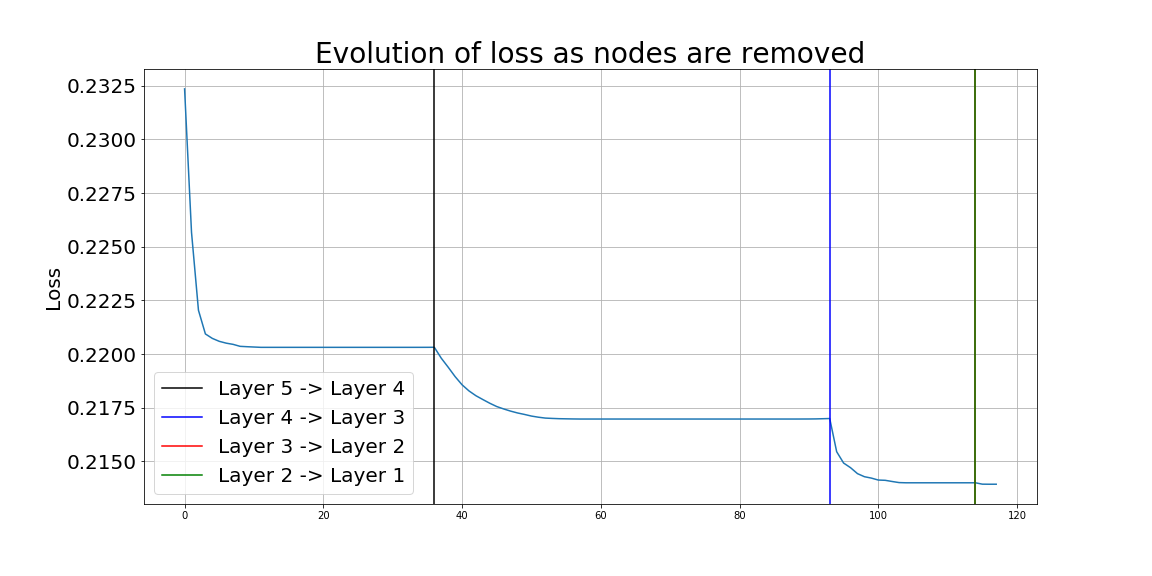 Evolution of loss as nodes are removed
0.2325
0.2300
0.2275
0.2250
0.2225
0.2200
0.2175
0.2150
Loss
Layer 5 -> Layer 4
Layer 4 -> Layer 3
Layer 3 -> Layer 2
Layer 2 -> Layer 1
0 20 40 60 80 100 120